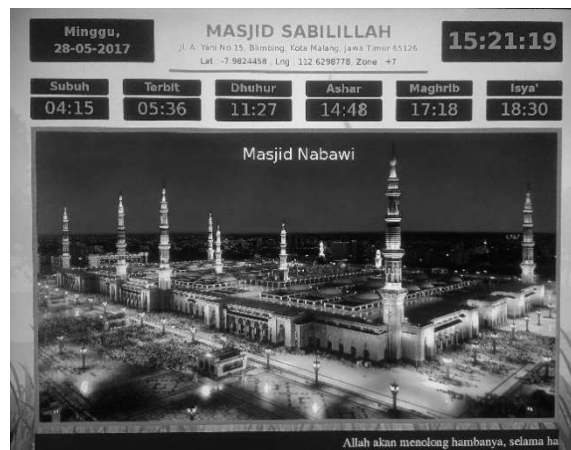 Minggu,
28-05-2017
MASJID SABILILLAH
Jl. A. Yani No 15, Blimbing, Kota Malang, Jawa Timur 65126
Lat : -7.9824458 , Lng : 112.6298778, Zone : +7
15:21:19
Subuh Terbit Dhuhur Ashar Maghrib Isya'
04:15 05:36 11:27 14:48 17:18 18:30
Masjid Nabawi
Allah akan menolong hambanya, selama ha